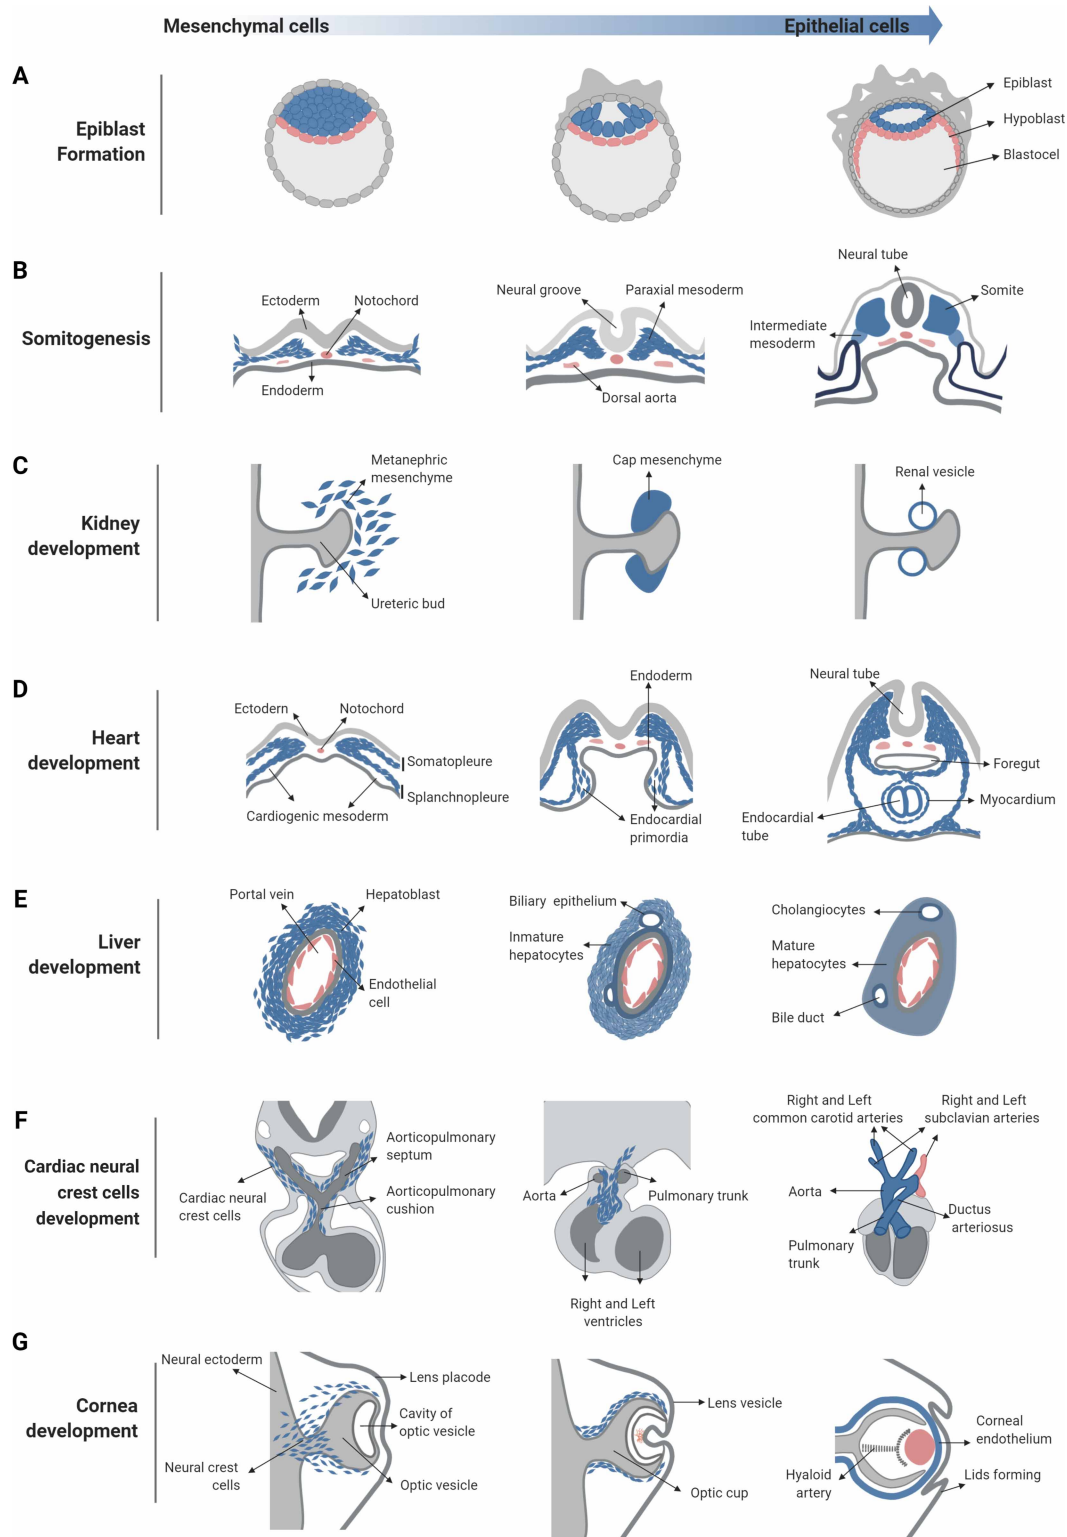 Mesenchymal cells
Epithelial cells
A
Epiblast
Formation
Epiblast
Hypoblast
Blastocel
B
Somitogenesis
Ectoderm
Notochord
Endoderm
Neural groove
Paraxial mesoderm
Dorsal aorta
Neural tube
Somite
Intermediate
mesoderm
C
Kidney
development
Metanephric
mesenchyme
Ureteric bud
Cap mesenchyme
Renal vesicle
D
Heart
development
Ectodern
Notochord
Somatopleure
Splanchnopleure
Cardiogenic mesoderm
Endoderm
Endocardial
primordia
Neural tube
Foregut
Myocardium
Endocardial
tube
E
Liver
development
Portal vein
Hepatoblast
Endothelial
cell
Biliary epithelium
Inmature
hepatocytes
Cholangiocytes
Mature
hepatocytes
Bile duct
F
Cardiac neural
crest cells
development
Aorticopulmonary
septum
Aorticopulmonary
cushion
Cardiac neural
crest cells
Aorta
Pulmonary trunk
Right and Left
ventricles
Right and Left
common carotid arteries
Right and Left
subclavian arteries
Aorta
Ductus
arteriosus
Pulmonary
trunk
G
Cornea
development
Neural ectoderm
Lens placode
Cavity of
optic vesicle
Neural crest
cells
Optic vesicle
Lens vesicle
Optic cup
Corneal
endothelium
Hyaloid
artery
Lids forming